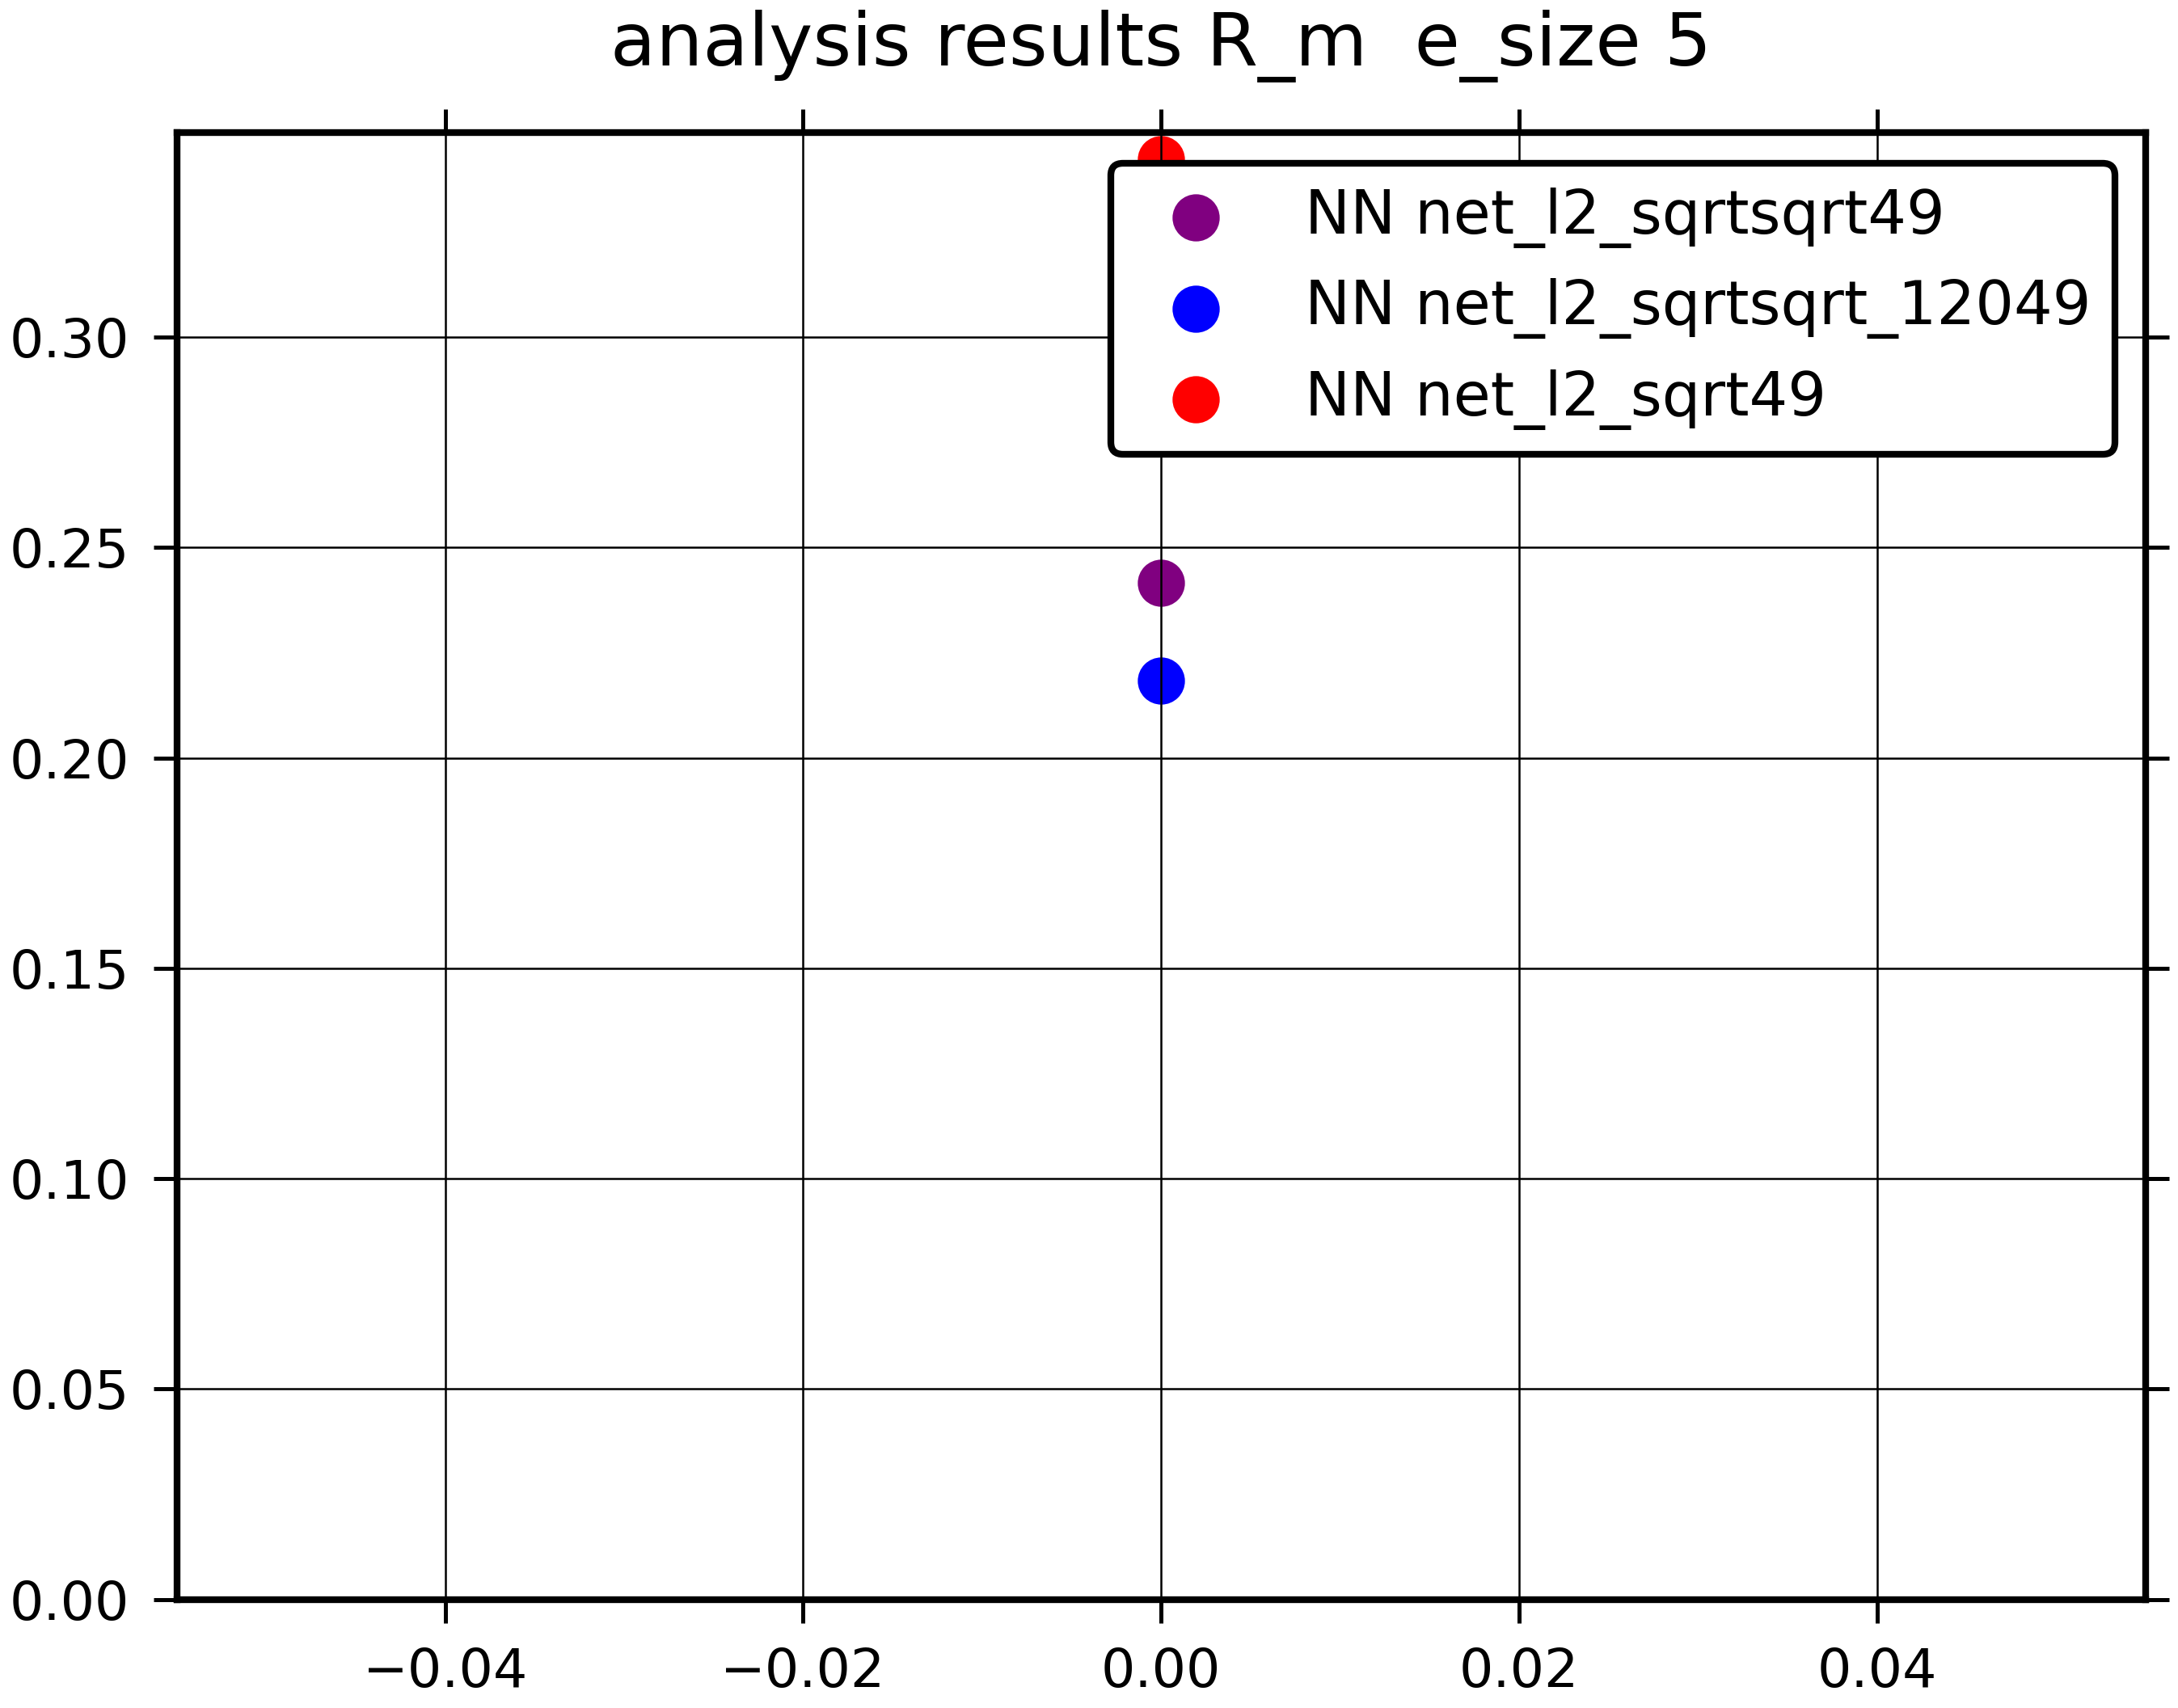 analysis results R_m  e_size 5
NN net_l2_sqrtsqrt49
NN net_l2_sqrtsqrt_12049
NN net_l2_sqrt49
0.30
0.25
0.20
0.15
0.10
0.05
0.00
−0.04 −0.02 0.00 0.02 0.04